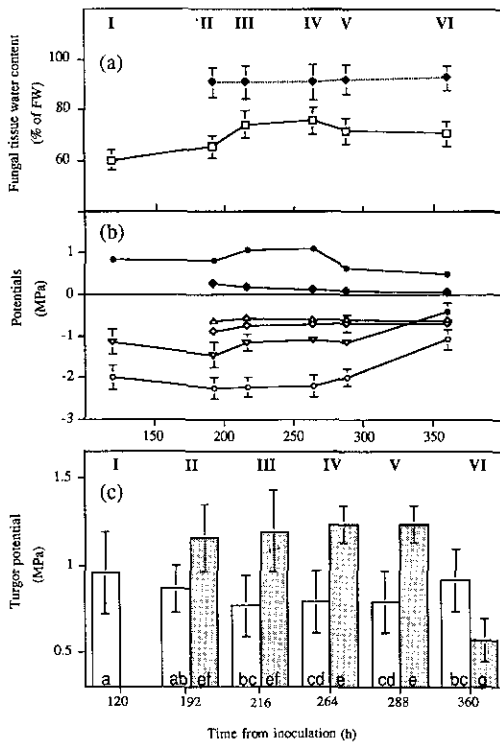 I II III IV V VI
(a)
Fungal tissue water content
(% of FW)
100
80
60
(b)
Potentials
(MPa)
1
0
-1
-2
-3
150 200 250 300 350
I II III IV V VI
(c)
Turgor potential
(MPa)
1.5
1
0.5
a ab ef bc ef cd e cd e bc g
120 192 216 264 288 360
Time from inoculation (h)